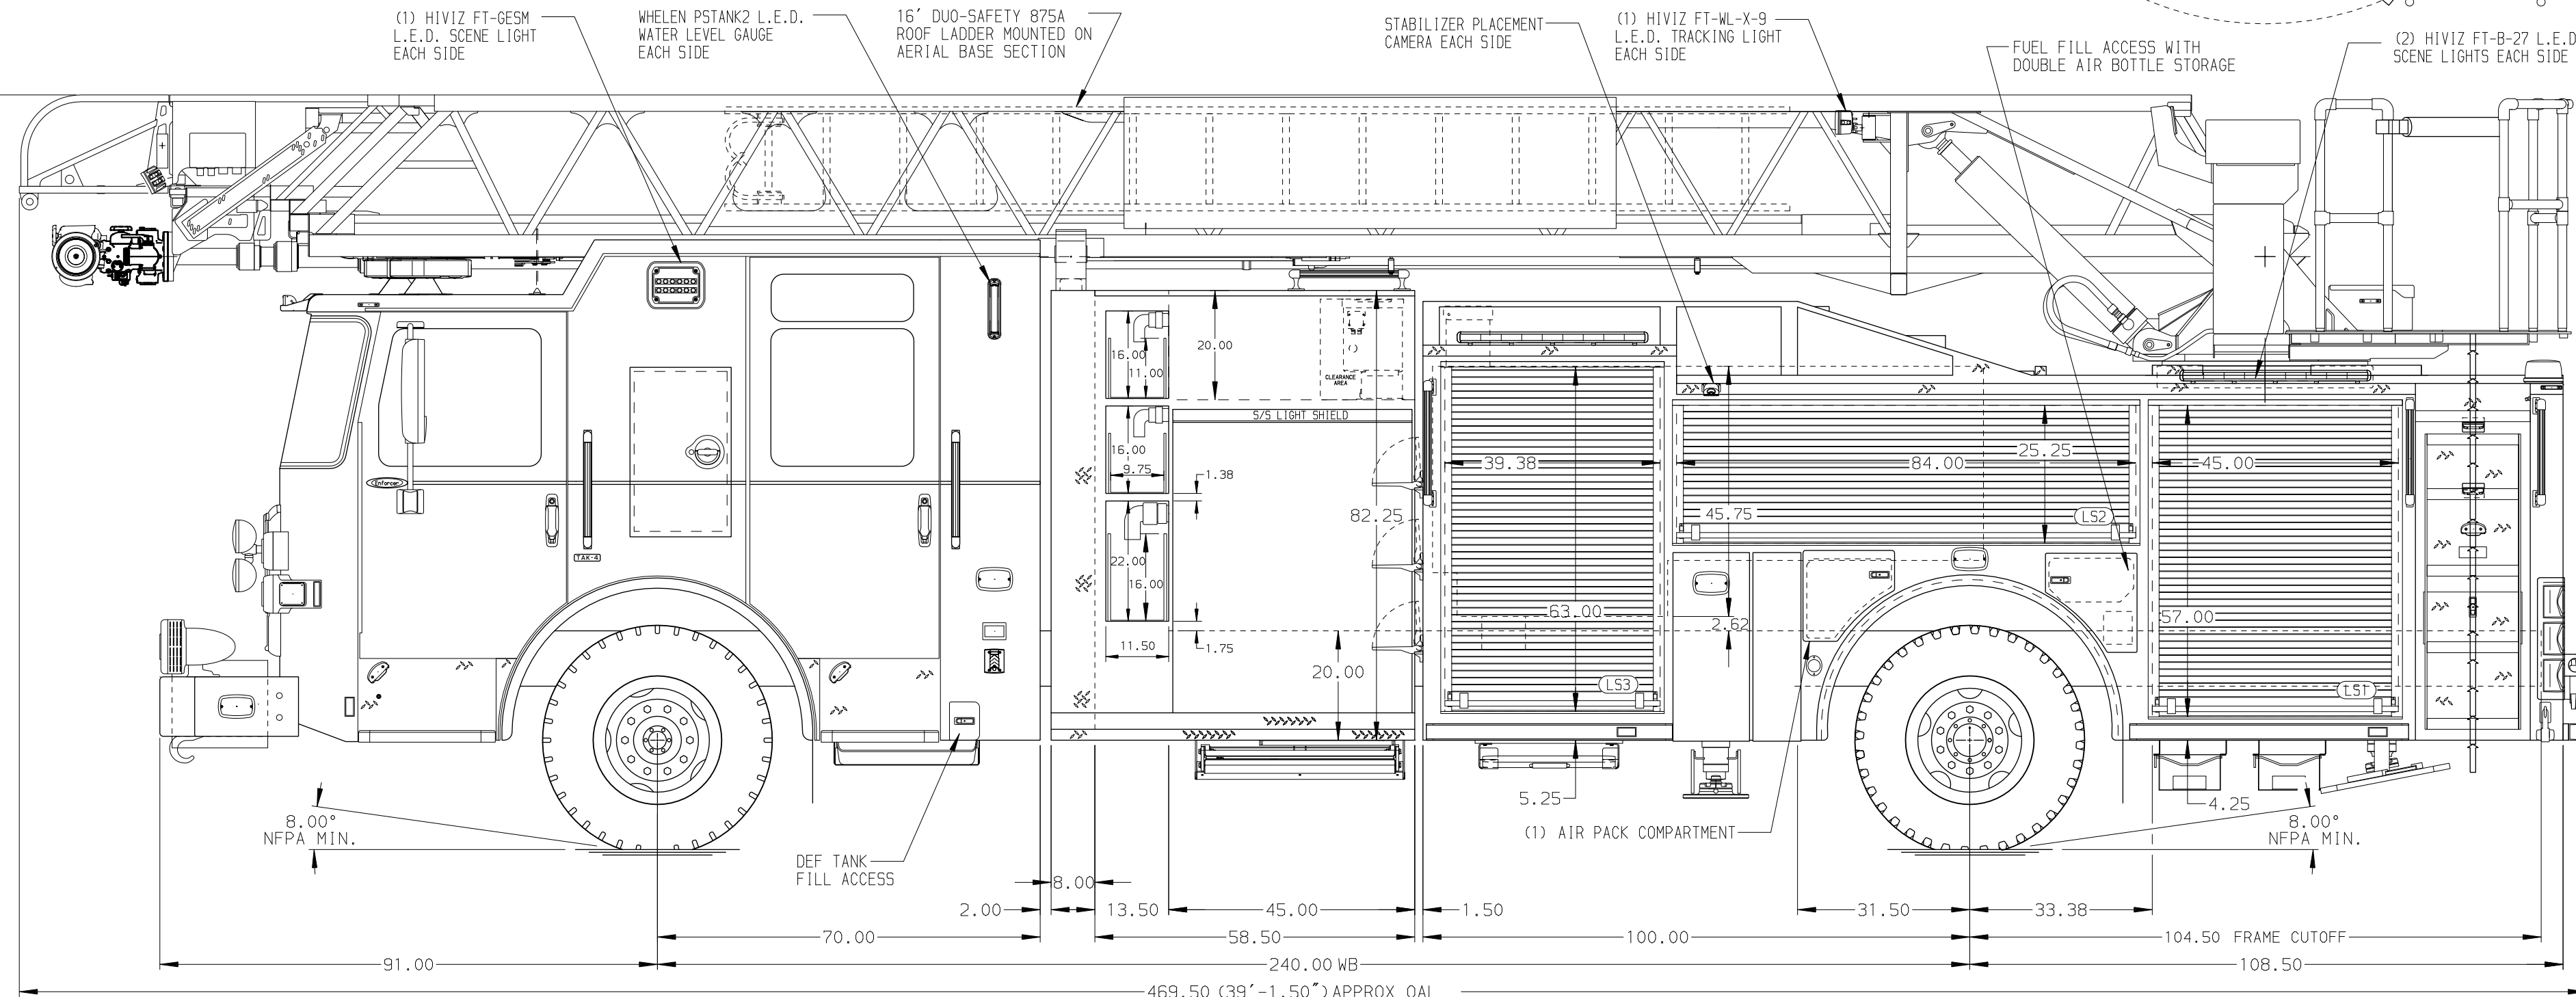 (1) HIVIZ FT-GESM
L.E.D. SCENE LIGHT
EACH SIDE
WHELEN PSTANK2 L.E.D.
WATER LEVEL GAUGE
EACH SIDE
16' DUO-SAFETY 875A
ROOF LADDER MOUNTED ON
AERIAL BASE SECTION
STABILIZER PLACEMENT
CAMERA EACH SIDE
(1) HIVIZ FT-WL-X-9
L.E.D. TRACKING LIGHT
EACH SIDE
FUEL FILL ACCESS WITH
DOUBLE AIR BOTTLE STORAGE
(2) HIVIZ FT-B-27 L.E.D
SCENE LIGHTS EACH SIDE
16.00
11.00
20.00
CLEARANCE
AREA
S/S LIGHT SHIELD
16.00
9.75
1.38
39.38
84.00
25.25
45.00
Enforcer
82.25
45.75
LS2
TAK-4
22.00
16.00
63.00
2.62
57.00
11.50
1.75
20.00
LS3
LS1
5.25
4.25
8.00°
NFPA MIN.
(1) AIR PACK COMPARTMENT
8.00°
NFPA MIN.
DEF TANK
FILL ACCESS
8.00
2.00
13.50
45.00
1.50
31.50
33.38
70.00
58.50
100.00
104.50 FRAME CUTOFF
91.00
240.00 WB
108.50
469.50 (39'-1.50") APPROX OAL